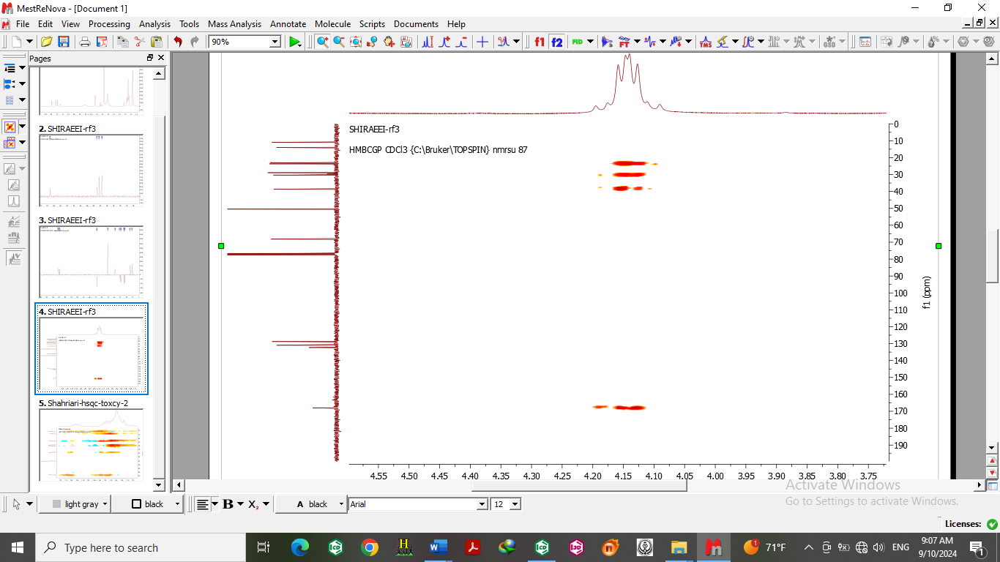 MestReNova - [Document 1]
File Edit View Processing Analysis Tools Mass Analysis Annotate Molecule Scripts Documents Help
90%
f1 f2 FID FT TMS GSD
Pages
2. SHIRAEEI-rf3
3. SHIRAEEI-rf3
4. SHIRAEEI-rf3
5. Shahriari-hsqc-toxcy-2
SHIRAEEI-rf3
HMBCGP CDCl3 {C:\Bruker\TOPSPIN} nmrsu 87
0
10
20
30
40
50
60
70
80
90
100
110
120
130
140
150
160
170
180
190
f1 (ppm)
4.55 4.50 4.45 4.40 4.35 4.30 4.25 4.20 4.15 4.10 4.05 4.00 3.95 3.90 3.85 3.80 3.75
Activate Windows
Go to Settings to activate Windows.
light gray black B X₂ A black Arial 12
Licenses:
Type here to search
71°F
ENG
9:07 AM
9/10/2024
1